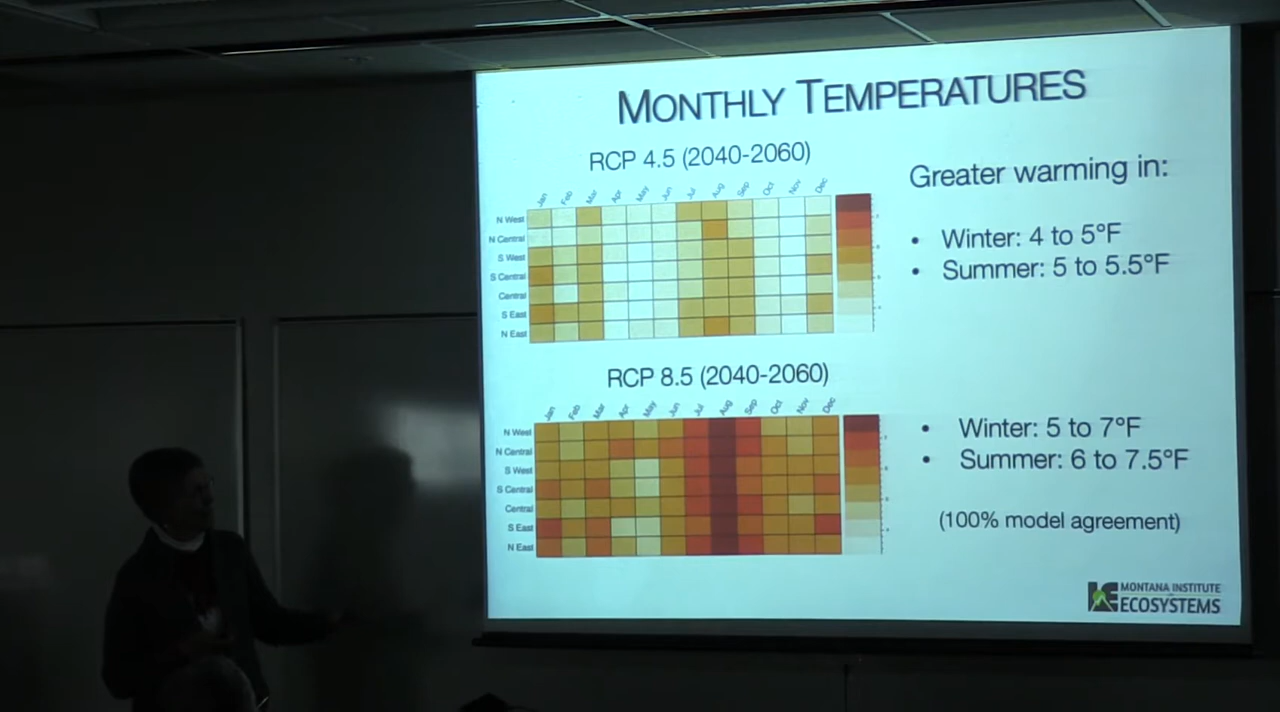 MONTHLY TEMPERATURES
RCP 4.5 (2040-2060)
Jan Feb Mar Apr May Jun Jul Aug Sep Oct Nov Dec
N West
N Central
S West
S Central
Central
S East
N East
Greater warming in:
• Winter: 4 to 5°F
• Summer: 5 to 5.5°F
RCP 8.5 (2040-2060)
Jan Feb Mar Apr May Jun Jul Aug Sep Oct Nov Dec
N West
N Central
S West
S Central
Central
S East
N East
• Winter: 5 to 7°F
• Summer: 6 to 7.5°F
(100% model agreement)
MONTANA INSTITUTE
ECOSYSTEMS